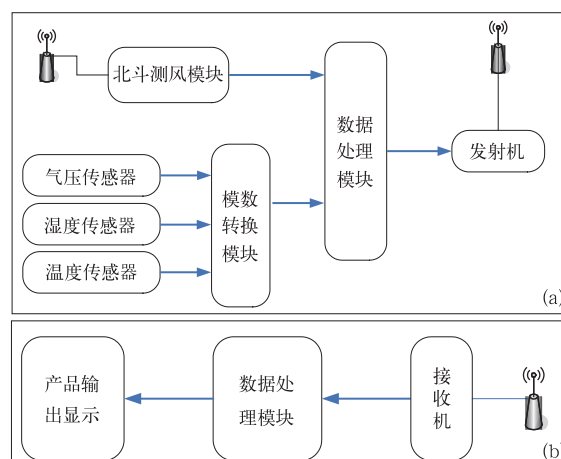 北斗测风模块
数据
处理
模块
发射机
气压传感器
湿度传感器
温度传感器
模数
转换
模块
(a)
产品输
出显示
数据处
理模块
接
收
机
(b)